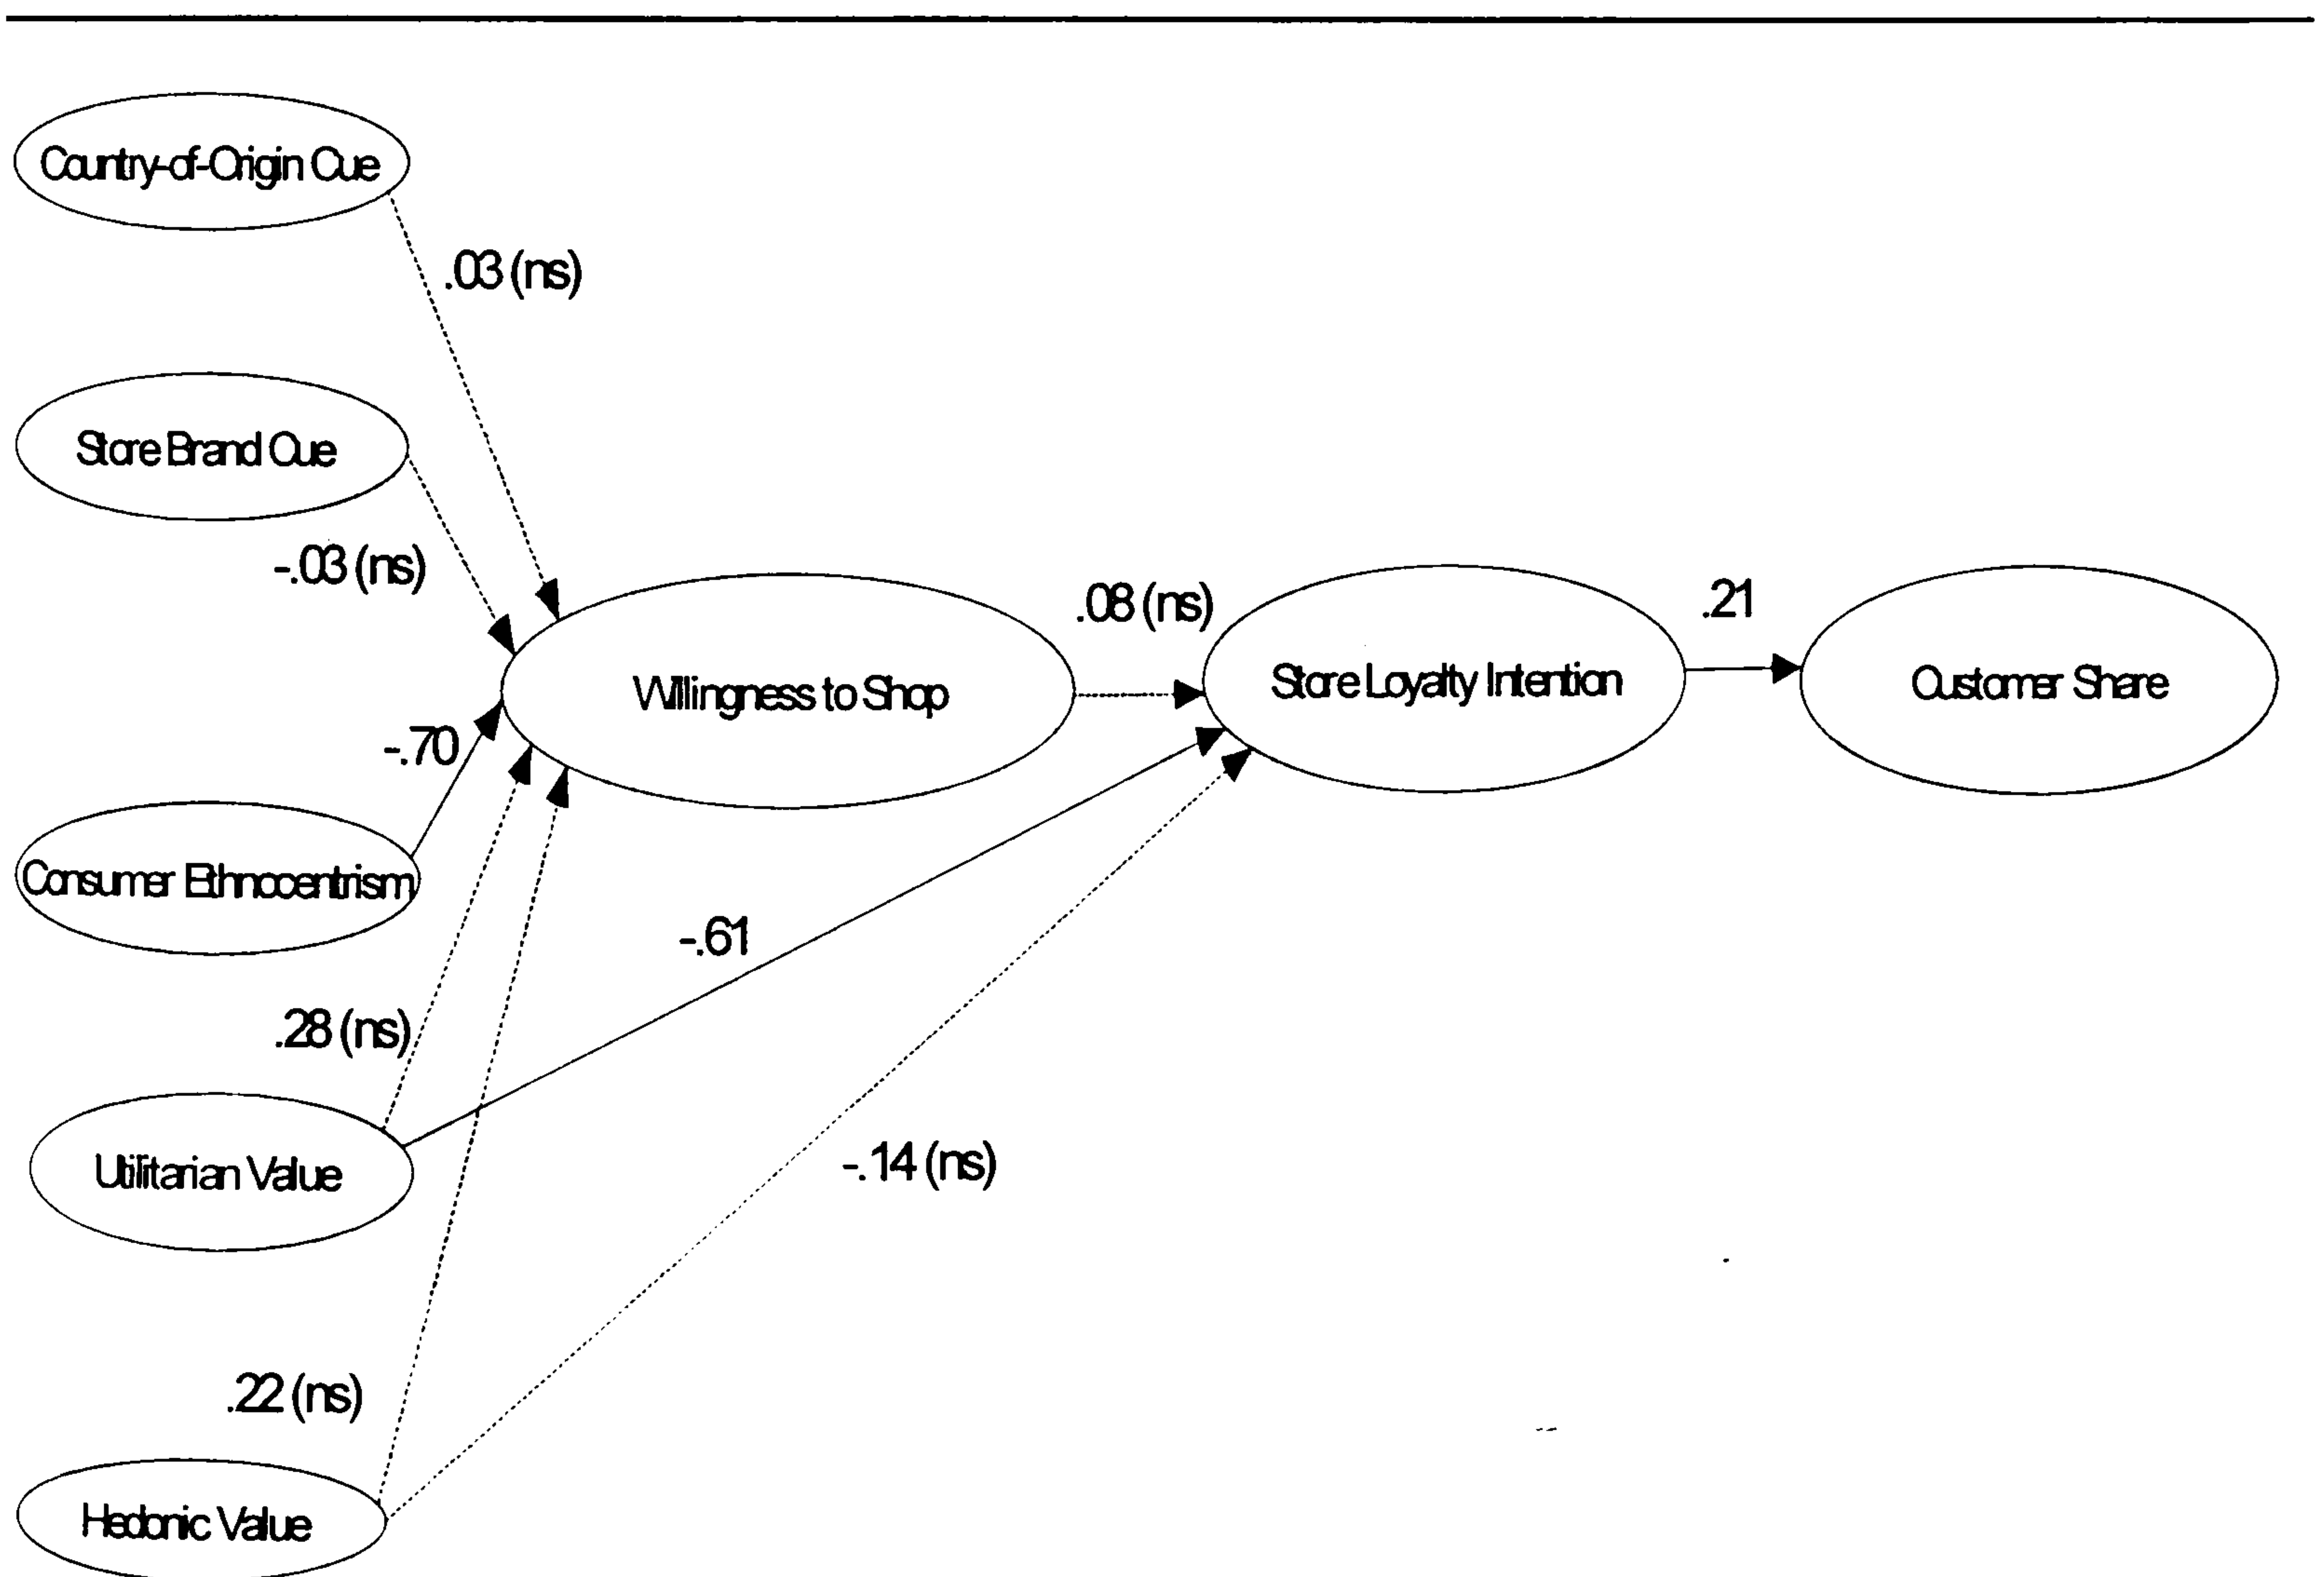 Country-of-Origin Cue
.03 (ns)
Store Brand Cue
-.03 (ns)
.08 (ns)
.21
Willingness to Shop
Store Loyalty Intention
Customer Share
-.70
Consumer Ethnocentrism
-.61
.28 (ns)
Utilitarian Value
-.14 (ns)
.22 (ns)
Hedonic Value